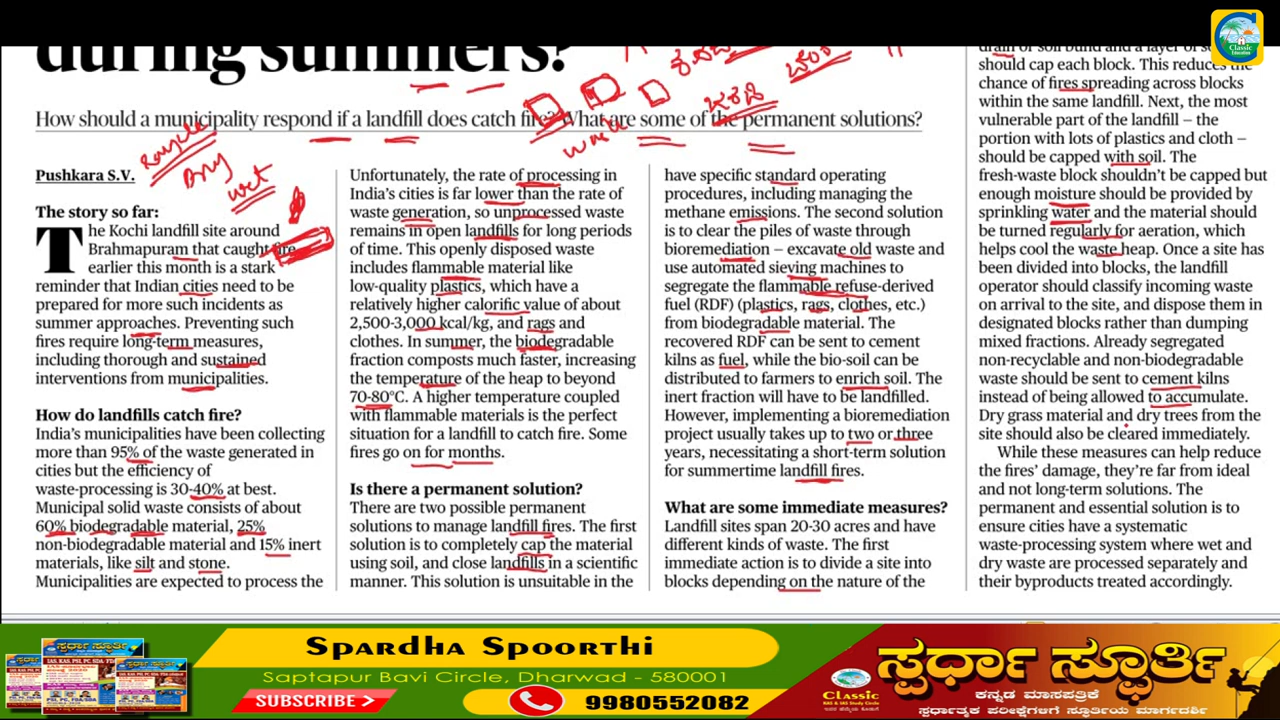 during summers?
How should a municipality respond if a landfill does catch fire? What are some of the permanent solutions?
Recycle
Dry
wet
waste
Pushkara S.V.
The story so far:
The Kochi landfill site around
Brahmapuram that caught fire
earlier this month is a stark
reminder that Indian cities need to be
prepared for more such incidents as
summer approaches. Preventing such
fires require long-term measures,
including thorough and sustained
interventions from municipalities.
How do landfills catch fire?
India's municipalities have been collecting
more than 95% of the waste generated in
cities but the efficiency of
waste-processing is 30-40% at best.
Municipal solid waste consists of about
60% biodegradable material, 25%
non-biodegradable material and 15% inert
materials, like silt and stone.
Municipalities are expected to process the
Unfortunately, the rate of processing in
India's cities is far lower than the rate of
waste generation, so unprocessed waste
remains in open landfills for long periods
of time. This openly disposed waste
includes flammable material like
low-quality plastics, which have a
relatively higher calorific value of about
2,500-3,000 kcal/kg, and rags and
clothes. In summer, the biodegradable
fraction composts much faster, increasing
the temperature of the heap to beyond
70-80°C. A higher temperature coupled
with flammable materials is the perfect
situation for a landfill to catch fire. Some
fires go on for months.
Is there a permanent solution?
There are two possible permanent
solutions to manage landfill fires. The first
solution is to completely cap the material
using soil, and close landfills in a scientific
manner. This solution is unsuitable in the
have specific standard operating
procedures, including managing the
methane emissions. The second solution
is to clear the piles of waste through
bioremediation – excavate old waste and
use automated sieving machines to
segregate the flammable refuse-derived
fuel (RDF) (plastics, rags, clothes, etc.)
from biodegradable material. The
recovered RDF can be sent to cement
kilns as fuel, while the bio-soil can be
distributed to farmers to enrich soil. The
inert fraction will have to be landfilled.
However, implementing a bioremediation
project usually takes up to two or three
years, necessitating a short-term solution
for summertime landfill fires.
What are some immediate measures?
Landfill sites span 20-30 acres and have
different kinds of waste. The first
immediate action is to divide a site into
blocks depending on the nature of the
drain or soil bund and a layer of
should cap each block. This reduces the
chance of fires spreading across blocks
within the same landfill. Next, the most
vulnerable part of the landfill – the
portion with lots of plastics and cloth –
should be capped with soil. The
fresh-waste block shouldn't be capped but
enough moisture should be provided by
sprinkling water and the material should
be turned regularly for aeration, which
helps cool the waste heap. Once a site has
been divided into blocks, the landfill
operator should classify incoming waste
on arrival to the site, and dispose them in
designated blocks rather than dumping
mixed fractions. Already segregated
non-recyclable and non-biodegradable
waste should be sent to cement kilns
instead of being allowed to accumulate.
Dry grass material and dry trees from the
site should also be cleared immediately.
While these measures can help reduce
the fires' damage, they're far from ideal
and not long-term solutions. The
permanent and essential solution is to
ensure cities have a systematic
waste-processing system where wet and
dry waste are processed separately and
their byproducts treated accordingly.
Classic
Education
Spardha Spoorthi
Saptapur Bavi Circle, Dharwad - 580001
SUBSCRIBE
9980552082
Classic
ಸ್ಪರ್ಧಾ ಸ್ಫೂರ್ತಿ
ಕನ್ನಡ ಮಾಸಪತ್ರಿಕೆ
ಸ್ಪರ್ಧಾತ್ಮಕ ಪರೀಕ್ಷೆಗಳಿಗೆ ಸ್ಫೂರ್ತಿಯ ಮಾರ್ಗದರ್ಶಿ